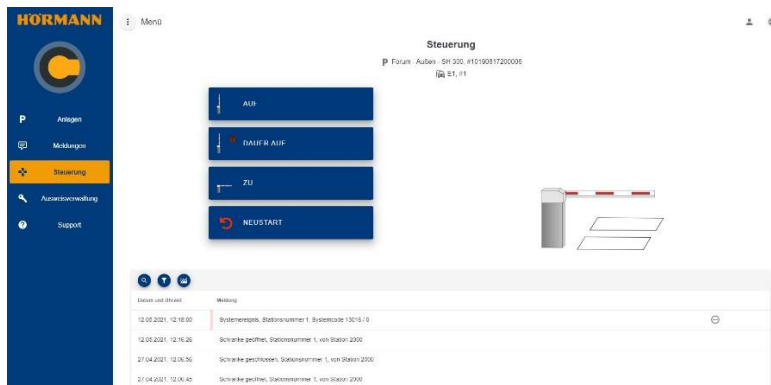 HÖRMANN
Menü
Steuerung
P Forum - Außen - SH 300, #10190817200006
E1, #1
P Anlagen
Meldungen
Steuerung
Ausweisverwaltung
Support
AUF
DAUER AUF
ZU
NEUSTART
Datum und Uhrzeit Meldung
12.05.2021, 12:18:00 Systemereignis, Stationsnummer 1, Systemcode 13016 / 0
12.05.2021, 12:16:26 Schranke geöffnet, Stationsnummer 1, von Station 2000
27.04.2021, 12:06:56 Schranke geschlossen, Stationsnummer 1, von Station 2000
27.04.2021, 12:06:45 Schranke geöffnet, Stationsnummer 1, von Station 2000